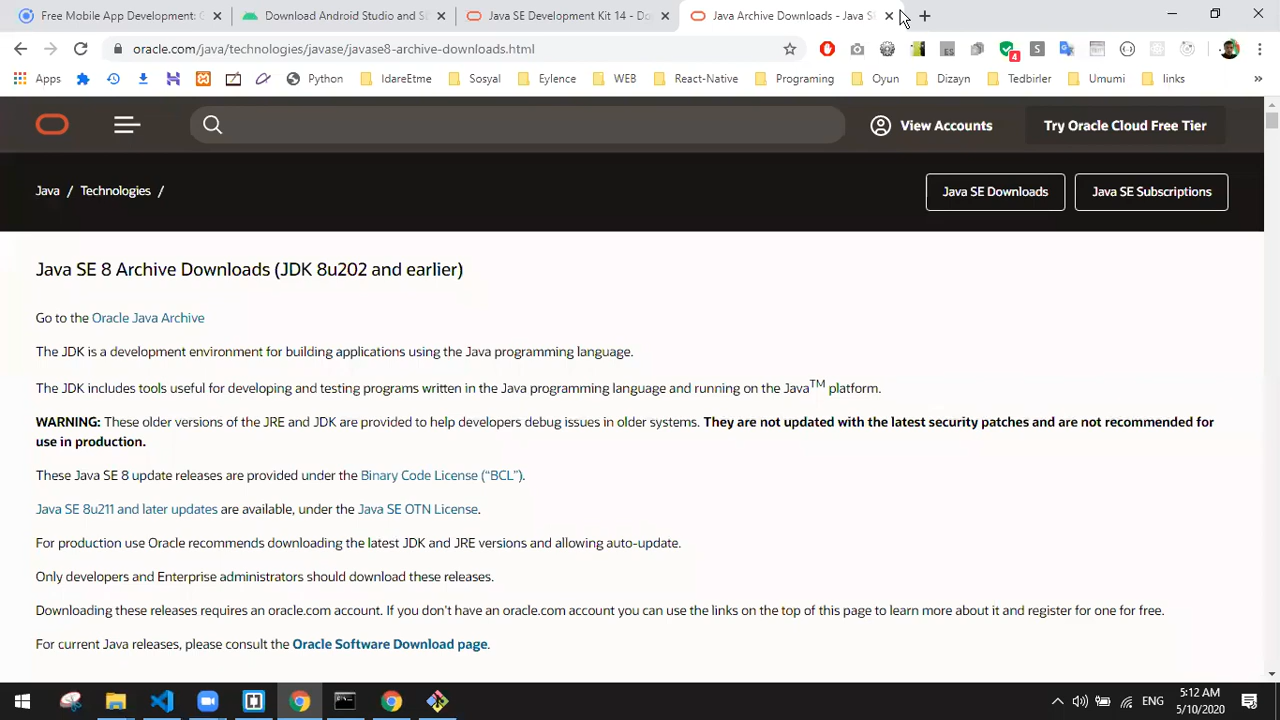 Free Mobile App Development:
Download Android Studio and SE
Java SE Development Kit 14 - Do
Java Archive Downloads - Java S
oracle.com/java/technologies/javase/javase8-archive-downloads.html
4
Apps
Python
IdareEtme
Sosyal
Eylence
WEB
React-Native
Programing
Oyun
Dizayn
Tedbirler
Umumi
links
»
View Accounts
Try Oracle Cloud Free Tier
Java / Technologies /
Java SE Downloads
Java SE Subscriptions
Java SE 8 Archive Downloads (JDK 8u202 and earlier)
Go to the Oracle Java Archive
The JDK is a development environment for building applications using the Java programming language.
The JDK includes tools useful for developing and testing programs written in the Java programming language and running on the Java™ platform.
WARNING: These older versions of the JRE and JDK are provided to help developers debug issues in older systems. They are not updated with the latest security patches and are not recommended for
use in production.
These Java SE 8 update releases are provided under the Binary Code License (“BCL”).
Java SE 8u211 and later updates are available, under the Java SE OTN License.
For production use Oracle recommends downloading the latest JDK and JRE versions and allowing auto-update.
Only developers and Enterprise administrators should download these releases.
Downloading these releases requires an oracle.com account. If you don't have an oracle.com account you can use the links on the top of this page to learn more about it and register for one for free.
For current Java releases, please consult the Oracle Software Download page.
ENG
5:12 AM
5/10/2020